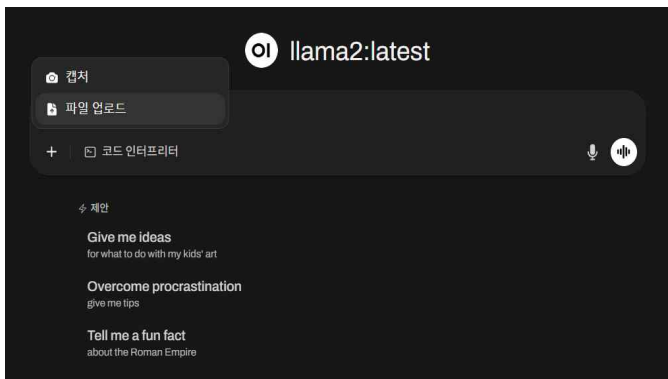 OI llama2:latest
캡처
파일 업로드
코드 인터프리터
제안
Give me ideas
for what to do with my kids' art
Overcome procrastination
give me tips
Tell me a fun fact
about the Roman Empire